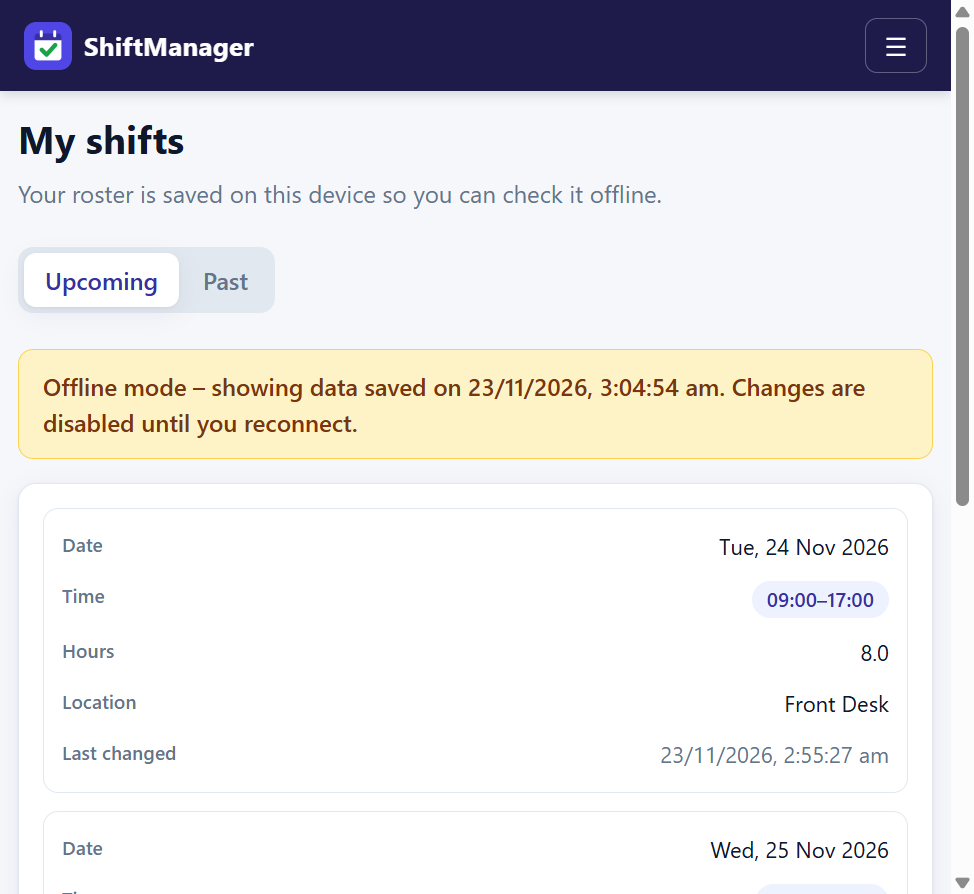 ShiftManager
My shifts
Your roster is saved on this device so you can check it offline.
Upcoming Past
Offline mode – showing data saved on 23/11/2026, 3:04:54 am. Changes are
disabled until you reconnect.
Date Tue, 24 Nov 2026
Time 09:00–17:00
Hours 8.0
Location Front Desk
Last changed 23/11/2026, 2:55:27 am
Date Wed, 25 Nov 2026